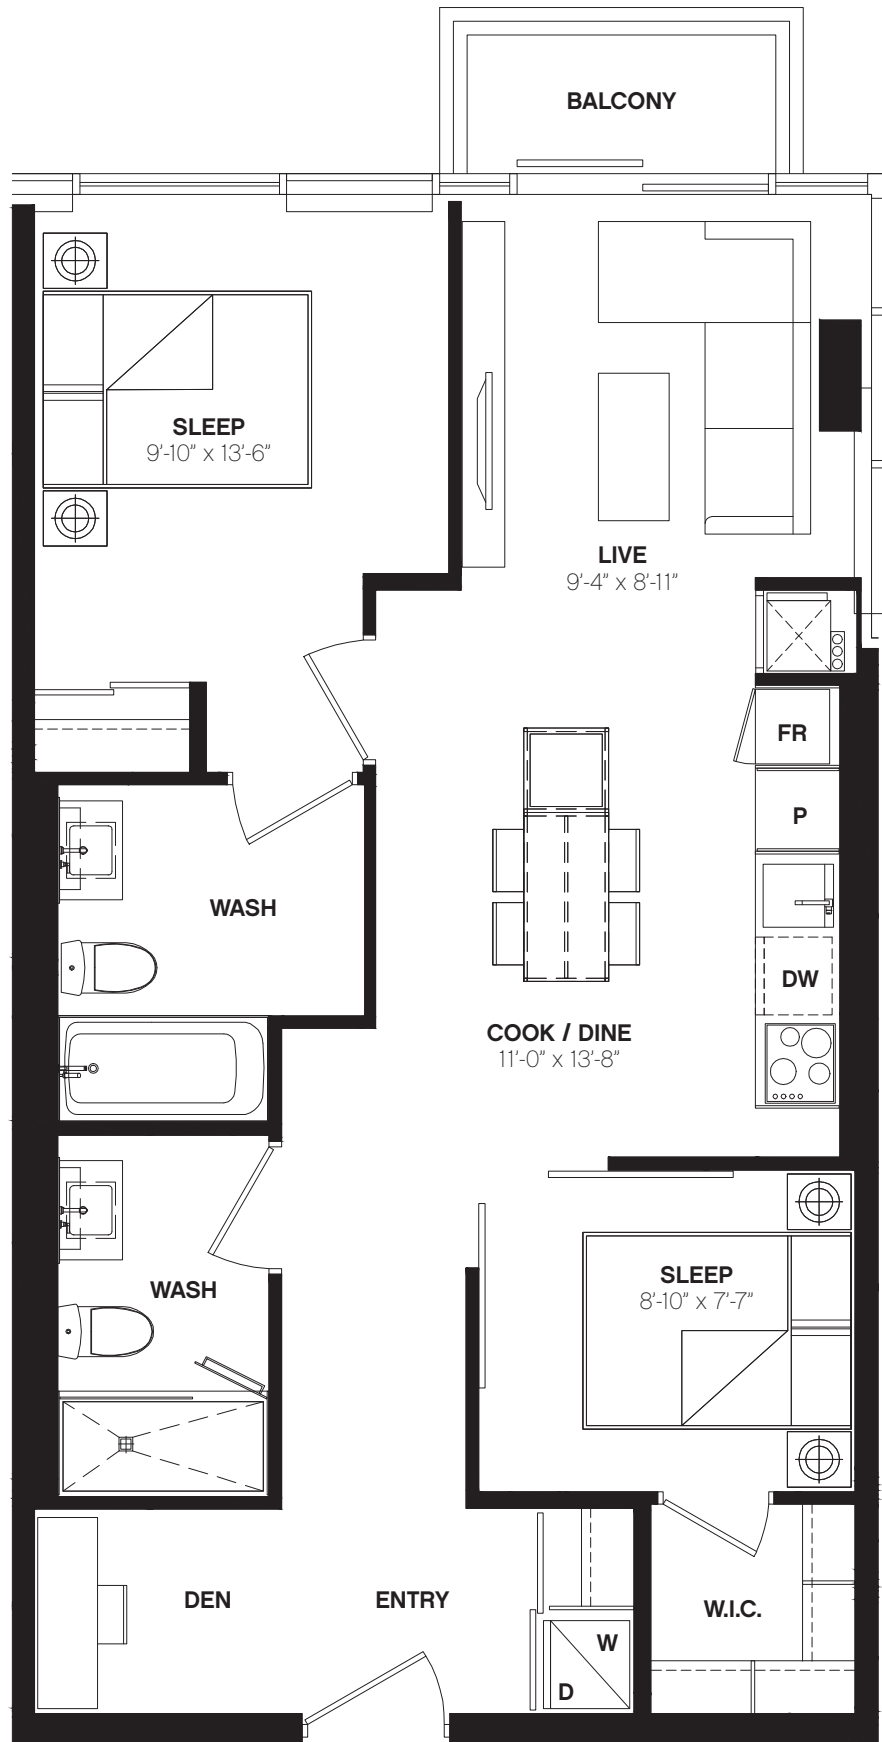 BALCONY
SLEEP
9'-10" x 13'-6"
LIVE
9'-4" x 8'-11"
FR
P
WASH
DW
COOK / DINE
11'-0" x 13'-8"
SLEEP
8'-10" x 7'-7"
WASH
DEN
ENTRY
W.I.C.
W
D